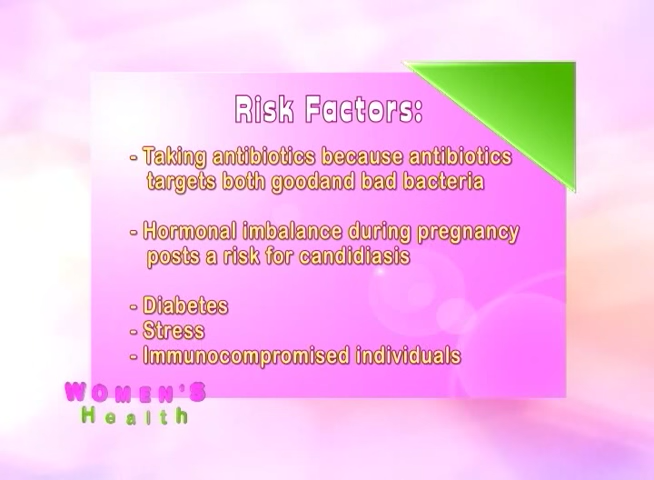 Risk Factors:
- Taking antibiotics because antibiotics
targets both goodand bad bacteria
- Hormonal imbalance during pregnancy
posts a risk for candidiasis
- Diabetes
- Stress
- Immunocompromised individuals
WOMEN'S
Health